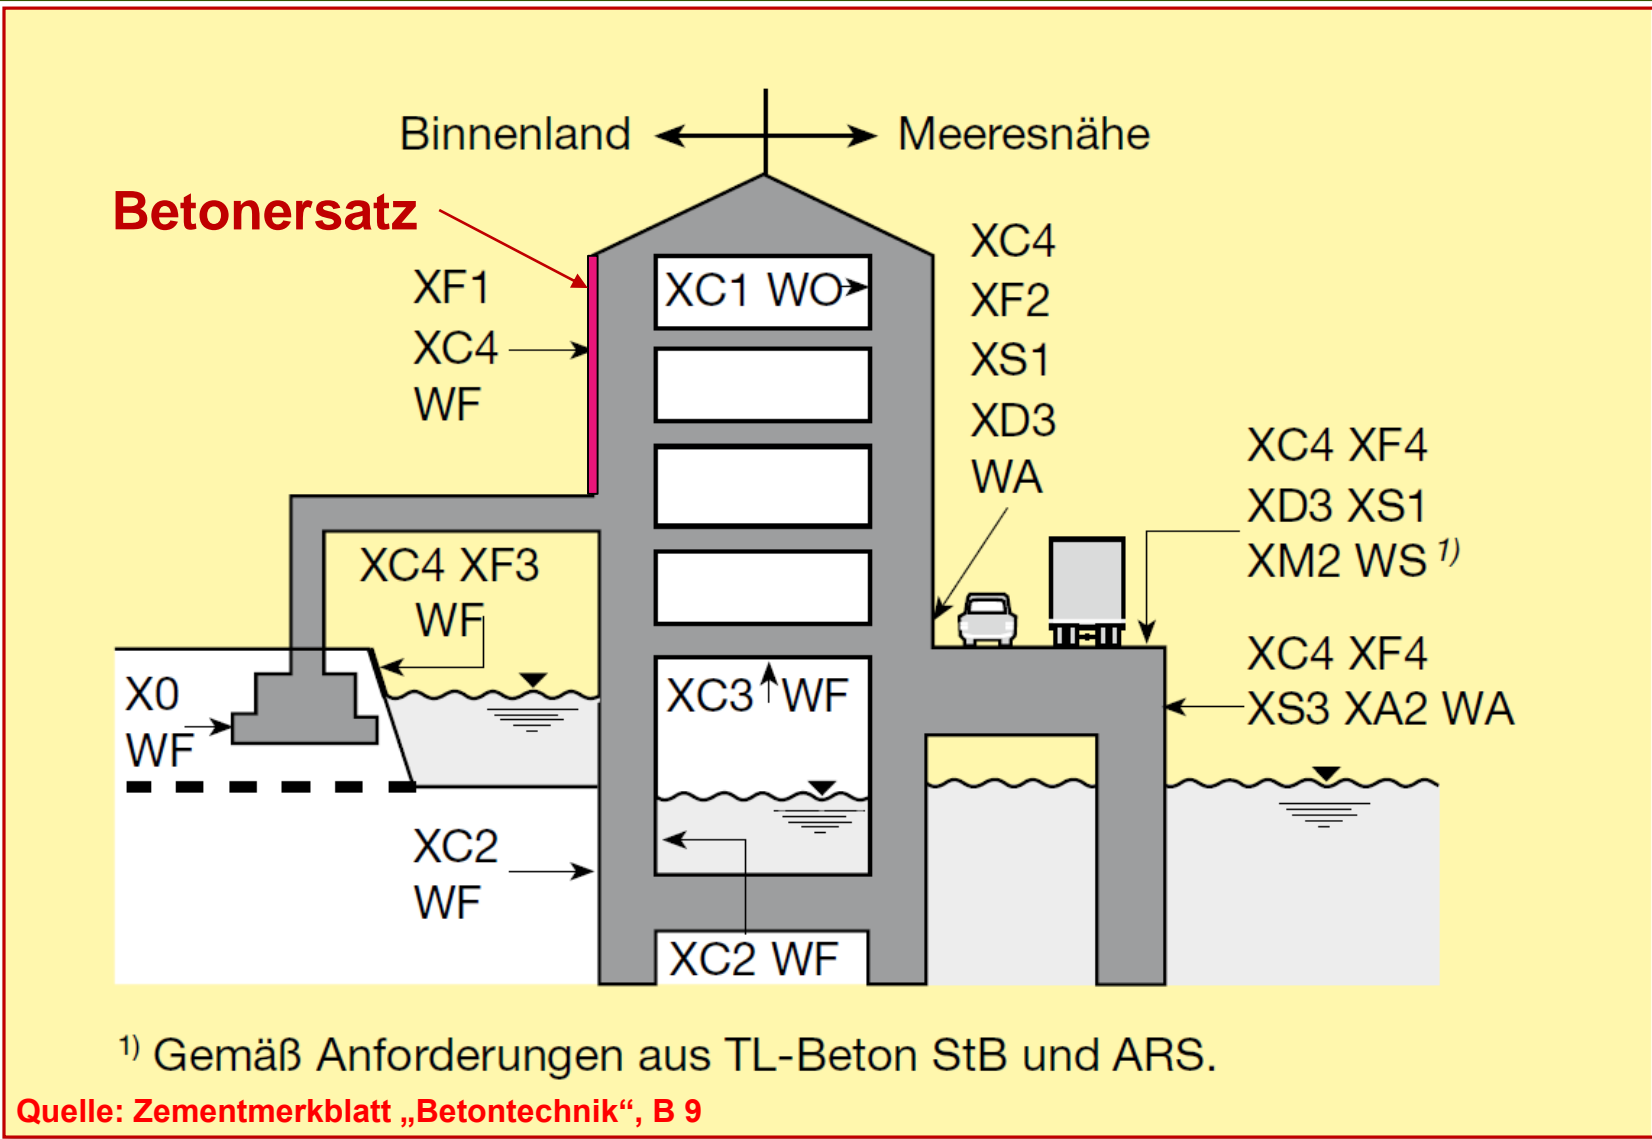 Binnenland
Meeresnähe
Betonersatz
XF1
XC4
WF
XC1 WO
XC4
XF2
XS1
XD3
WA
XC4 XF4
XD3 XS1
XM2 WS 1)
XC4 XF3
WF
X0
WF
XC3 WF
XC4 XF4
XS3 XA2 WA
XC2
WF
XC2 WF
1) Gemäß Anforderungen aus TL-Beton StB und ARS.
Quelle: Zementmerkblatt „Betontechnik“, B 9